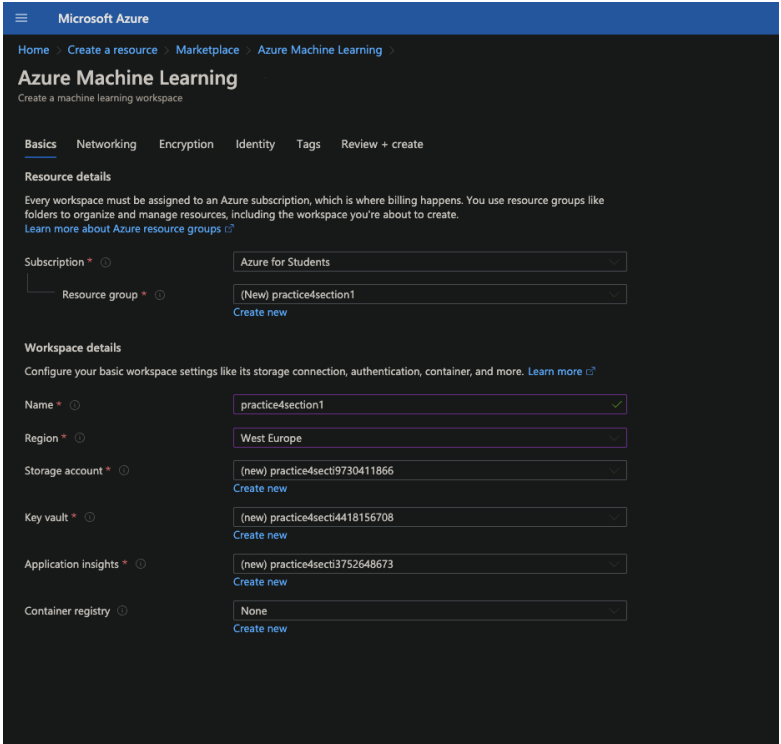 Microsoft Azure
Home > Create a resource > Marketplace > Azure Machine Learning >
Azure Machine Learning
Create a machine learning workspace
Basics Networking Encryption Identity Tags Review + create
Resource details
Every workspace must be assigned to an Azure subscription, which is where billing happens. You use resource groups like
folders to organize and manage resources, including the workspace you're about to create.
Learn more about Azure resource groups
Subscription * Azure for Students
Resource group * (New) practice4section1
Create new
Workspace details
Configure your basic workspace settings like its storage connection, authentication, container, and more. Learn more
Name * practice4section1
Region * West Europe
Storage account * (new) practice4secti9730411866
Create new
Key vault * (new) practice4secti4418156708
Create new
Application insights * (new) practice4secti3752648673
Create new
Container registry None
Create new